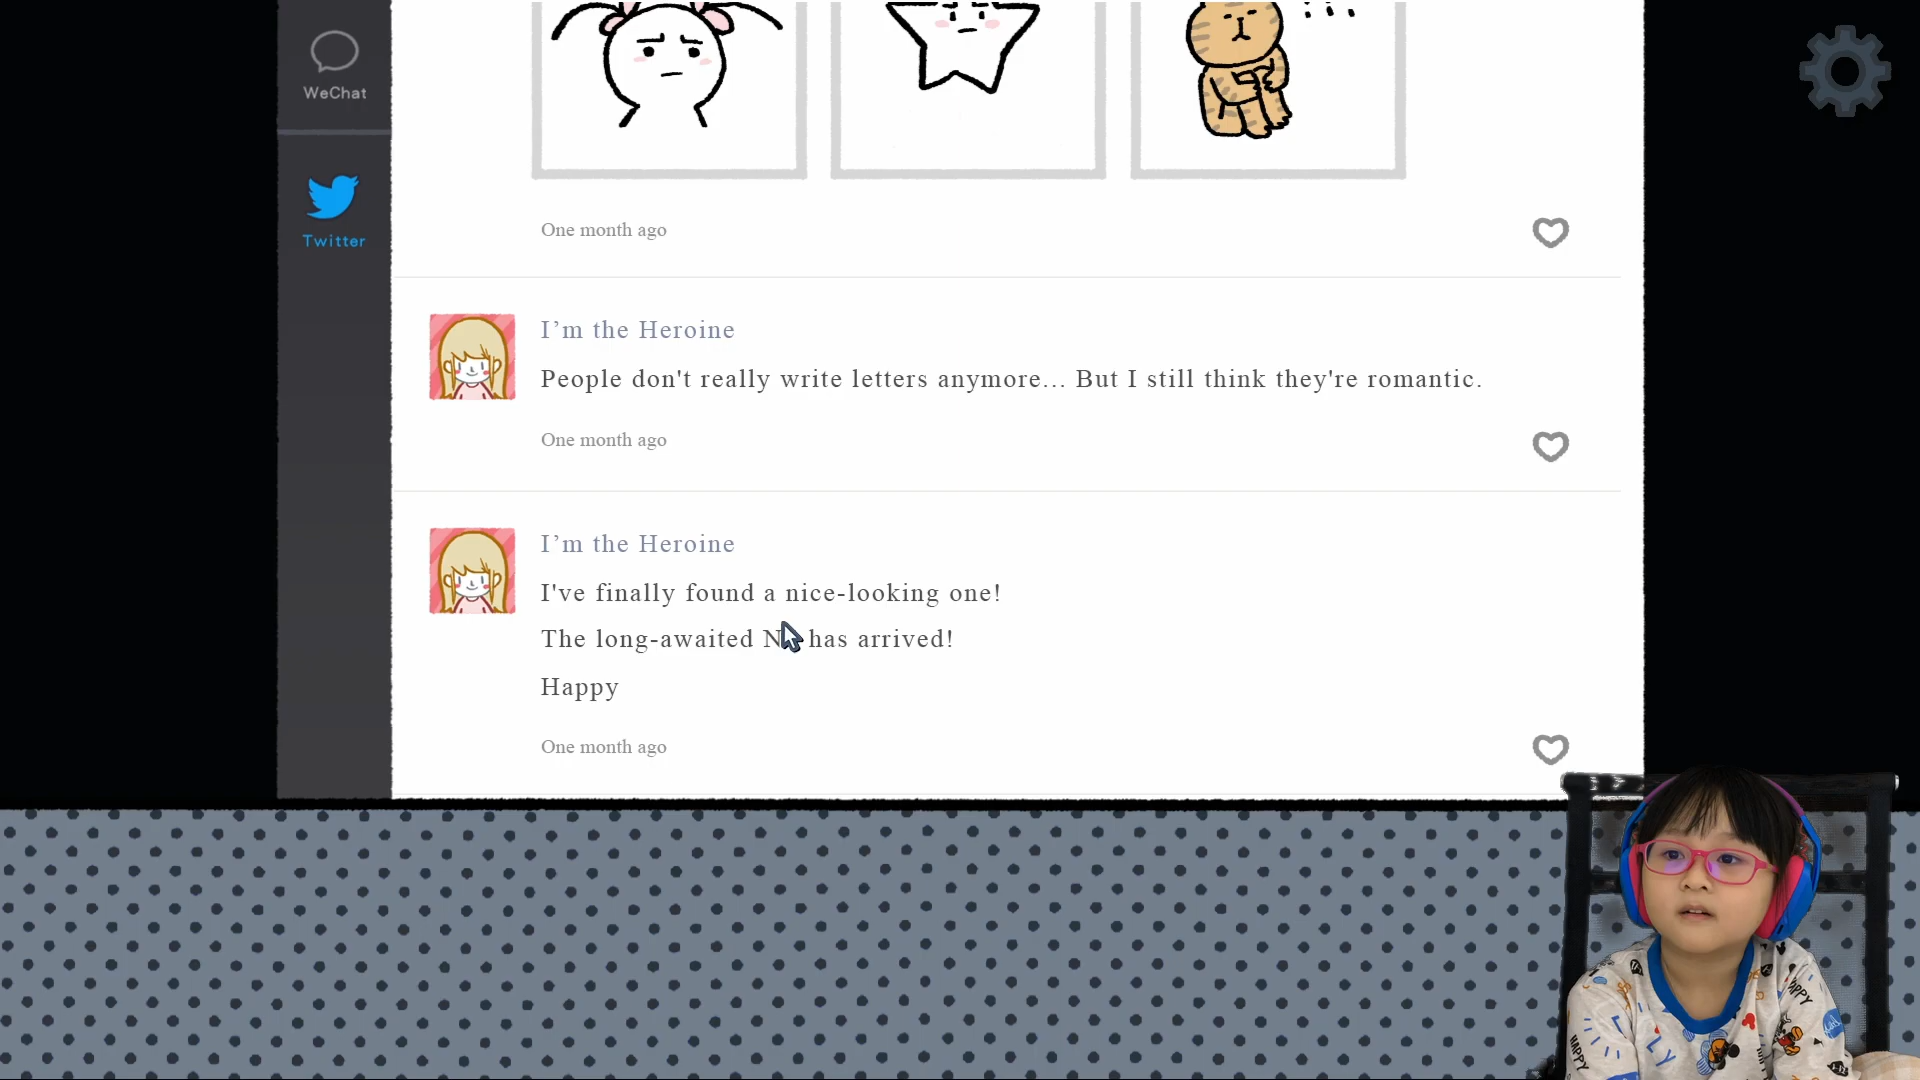 WeChat
Twitter
One month ago
I’m the Heroine
People don't really write letters anymore... But I still think they're romantic.
One month ago
I’m the Heroine
I've finally found a nice-looking one!
The long-awaited has arrived!
Happy
One month ago
HAPPY
HAPPY